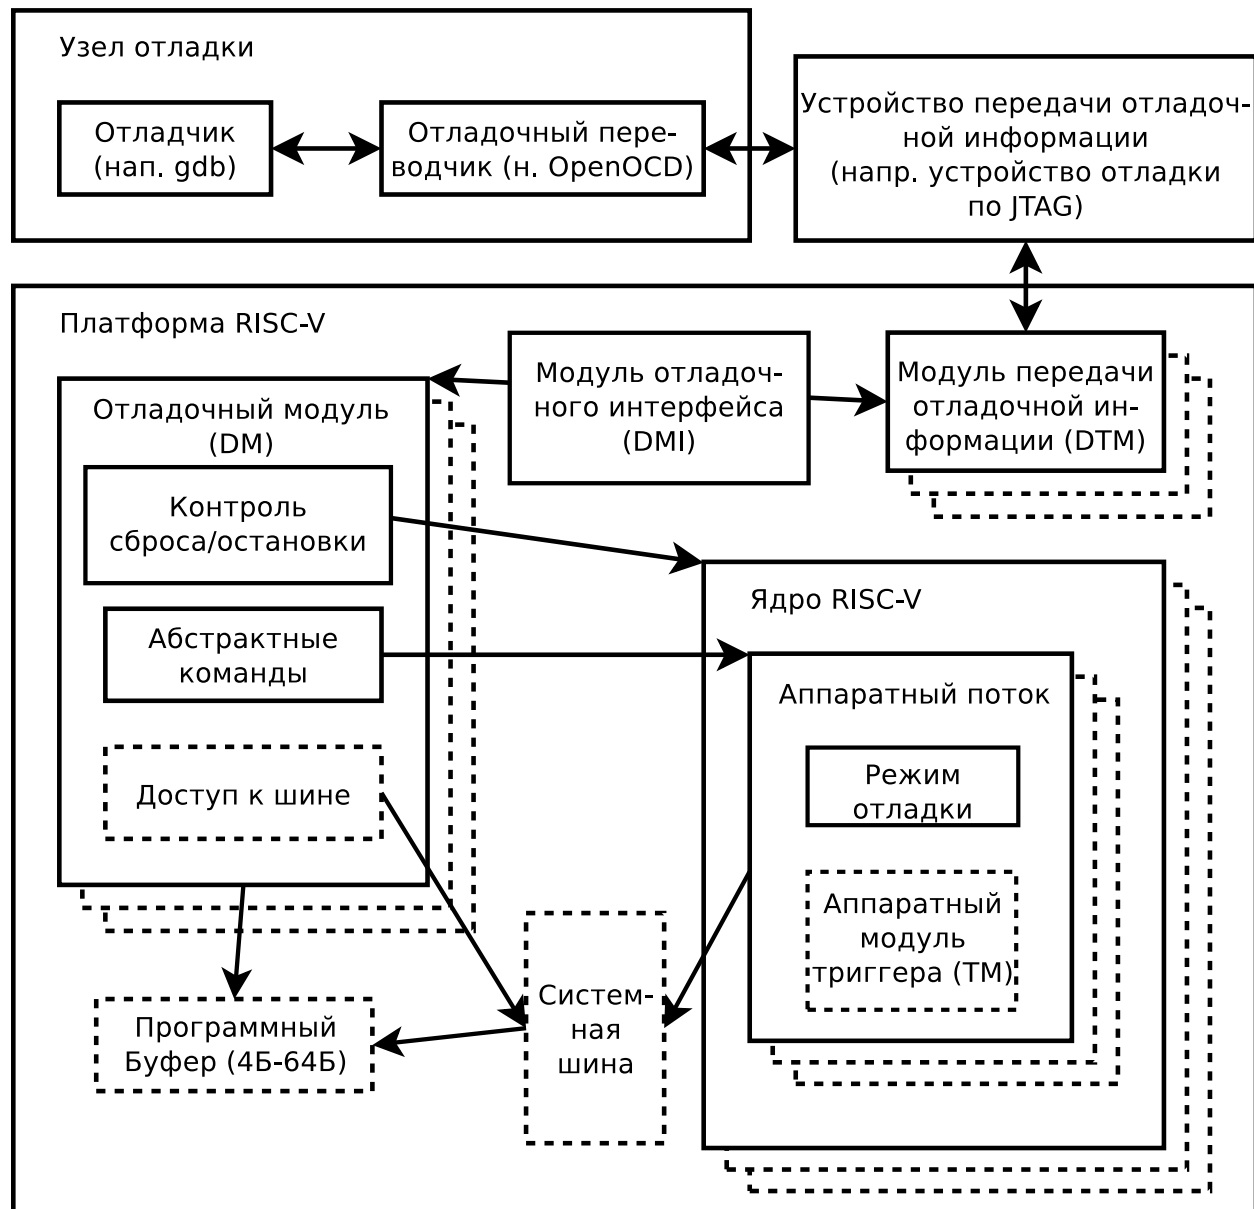 Узел отладки
Отладчик
(нап. gdb)
Отладочный пере-
водчик (н. OpenOCD)
Устройство передачи отладоч-
ной информации
(напр. устройство отладки
по JTAG)
Платформа RISC-V
Модуль отладоч-
ного интерфейса
(DMI)
Модуль передачи
отладочной ин-
формации (DTM)
Отладочный модуль
(DM)
Контроль
сброса/остановки
Абстрактные
команды
Доступ к шине
Ядро RISC-V
Аппаратный поток
Режим
отладки
Аппаратный
модуль
триггера (TM)
Систем-
ная
шина
Программный
Буфер (4Б-64Б)